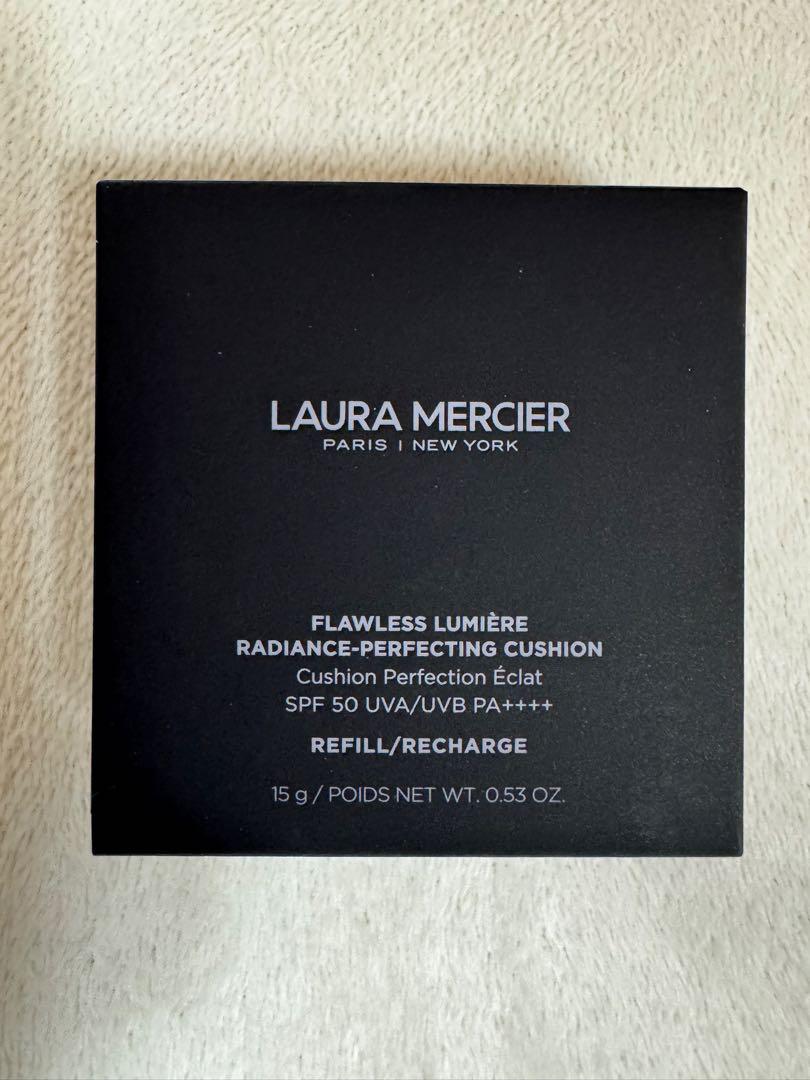 LAURA MERCIER
PARIS | NEW YORK
FLAWLESS LUMIÈRE
RADIANCE-PERFECTING CUSHION
Cushion Perfection Éclat
SPF 50 UVA/UVB PA++++
REFILL/RECHARGE
15 g / POIDS NET WT. 0.53 OZ.